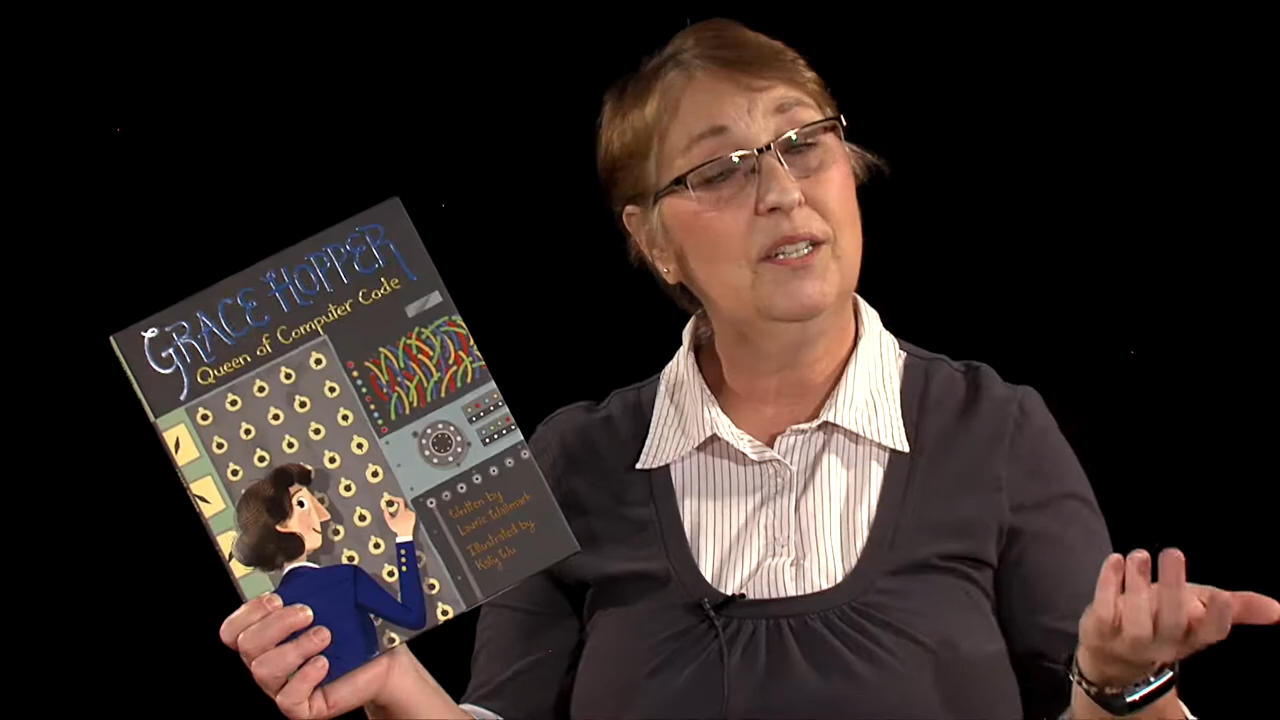 GRACE HOPPER
Queen of Computer Code
Written by
Laurie Wallmark
Illustrated by
Katy Wu